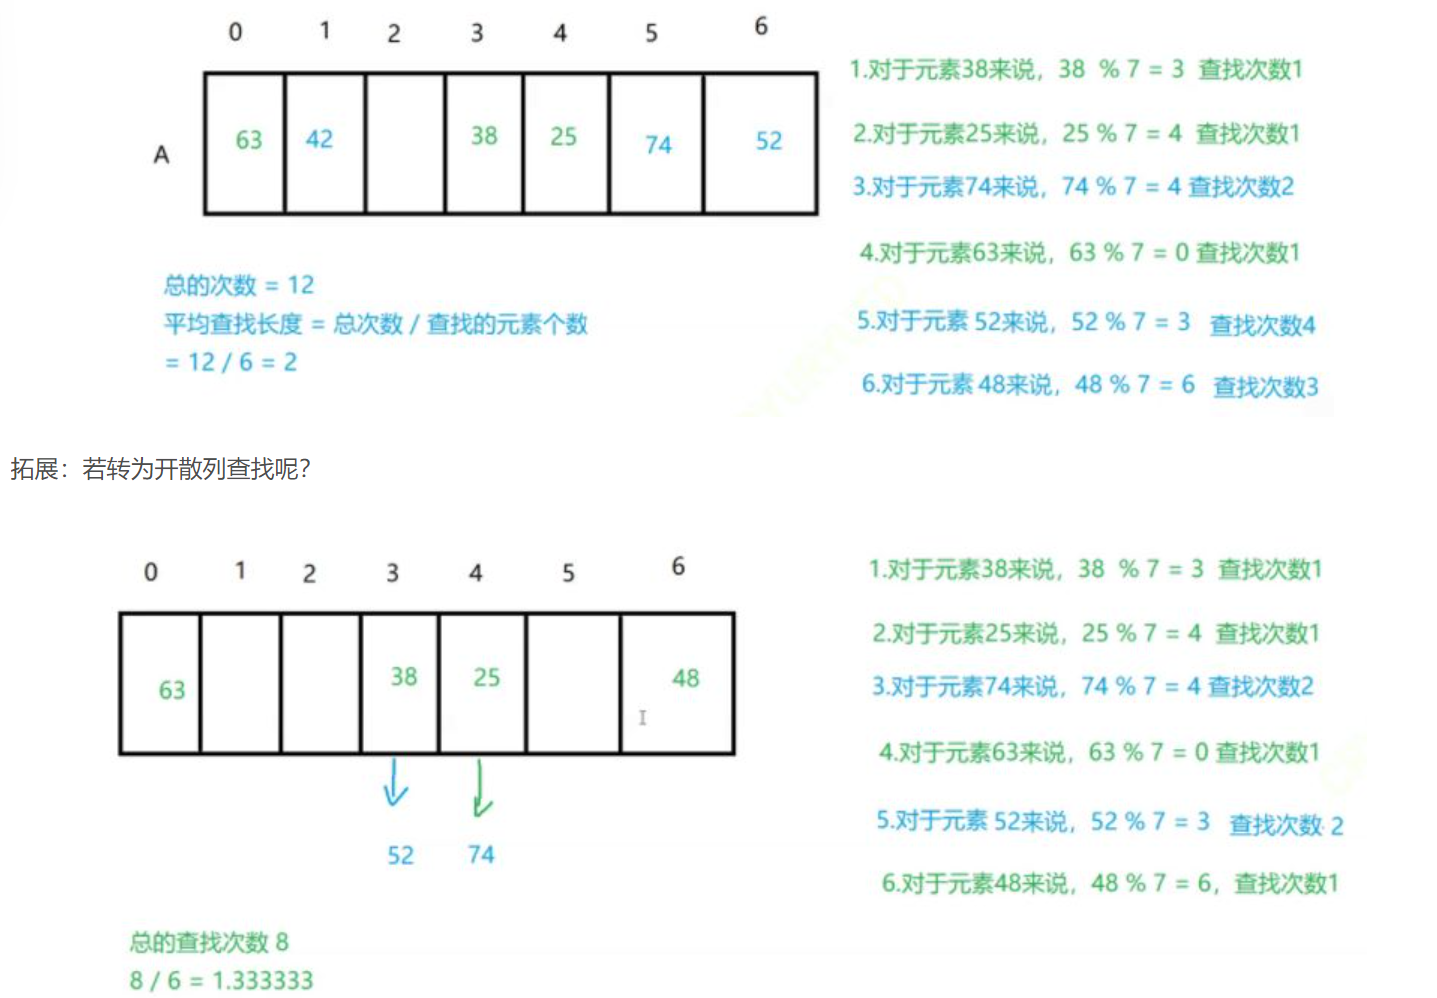 0 1 2 3 4 5 6
A 63 42 38 25 74 52
1.对于元素38来说，38 % 7 = 3 查找次数1
2.对于元素25来说，25 % 7 = 4 查找次数1
3.对于元素74来说，74 % 7 = 4 查找次数2
4.对于元素63来说，63 % 7 = 0 查找次数1
5.对于元素 52来说，52 % 7 = 3 查找次数4
6.对于元素 48来说，48 % 7 = 6 查找次数3
总的次数 = 12
平均查找长度 = 总次数 / 查找的元素个数
= 12 / 6 = 2
拓展：若转为开散列查找呢？
0 1 2 3 4 5 6
63 38 25 48
52 74
1.对于元素38来说，38 % 7 = 3 查找次数1
2.对于元素25来说，25 % 7 = 4 查找次数1
3.对于元素74来说，74 % 7 = 4 查找次数2
4.对于元素63来说，63 % 7 = 0 查找次数1
5.对于元素 52来说，52 % 7 = 3 查找次数 2
6.对于元素48来说，48 % 7 = 6，查找次数1
总的查找次数 8
8 / 6 = 1.333333